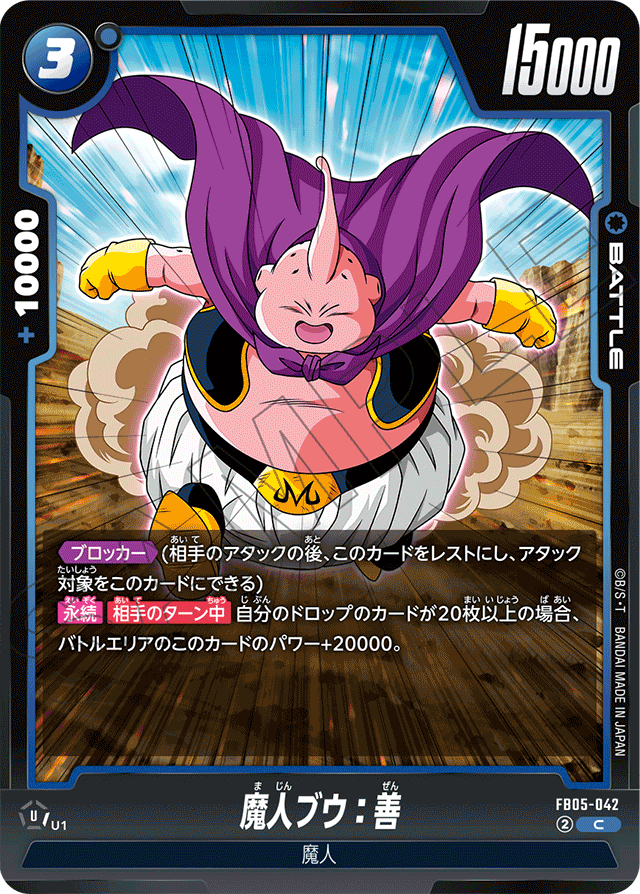 3
15000
+ 10000
BATTLE
SAMPLE
ブロッカー (相手のアタックの後、このカードをレストにし、アタック
対象をこのカードにできる)
永続 相手のターン中 自分のドロップのカードが20枚以上の場合、
バトルエリアのこのカードのパワー+20000。
©B/S・T BANDAI MADE IN JAPAN
魔人ブウ:善
FB05-042
U U1
② C
魔人